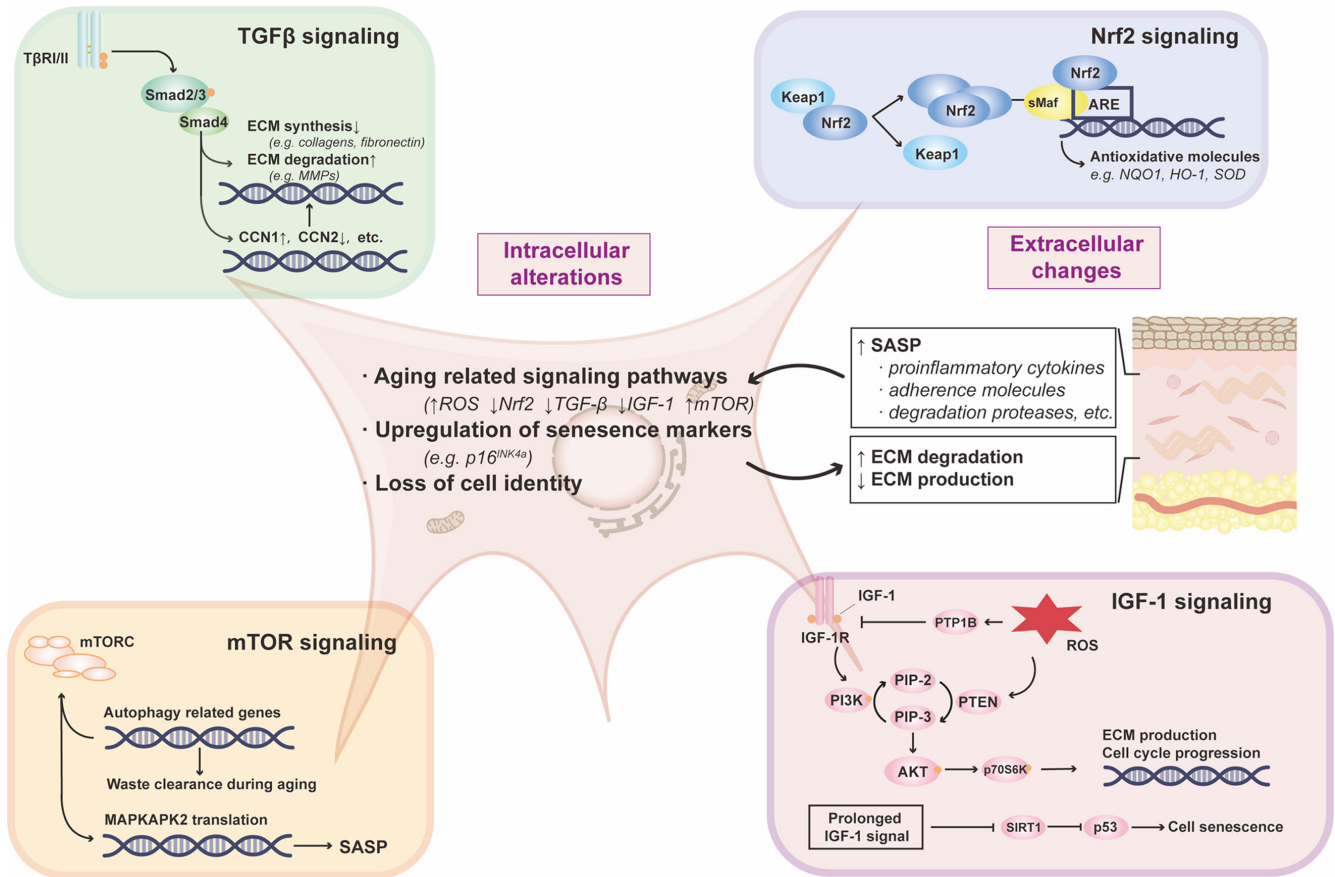 TGFβ signaling
TβRI/II
Smad2/3
Smad4
ECM synthesis↓
(e.g. collagens, fibronectin)
ECM degradation↑
(e.g. MMPs)
CCN1↑, CCN2↓, etc.
Nrf2 signaling
Keap1
Nrf2
Nrf2
Keap1
sMaf
Nrf2
ARE
Antioxidative molecules
e.g. NQO1, HO-1, SOD
Intracellular
alterations
Extracellular
changes
· Aging related signaling pathways
(↑ROS ↓Nrf2 ↓TGF-β ↓IGF-1 ↑mTOR)
· Upregulation of senesence markers
(e.g. p16INK4a)
· Loss of cell identity
↑ SASP
· proinflammatory cytokines
· adherence molecules
· degradation proteases, etc.
↑ ECM degradation
↓ ECM production
mTOR signaling
mTORC
Autophagy related genes
Waste clearance during aging
MAPKAPK2 translation
SASP
IGF-1 signaling
IGF-1
IGF-1R
PTP1B
ROS
PI3K
PIP-2
PIP-3
PTEN
AKT
p70S6K
ECM production
Cell cycle progression
Prolonged
IGF-1 signal
SIRT1
p53
Cell senescence